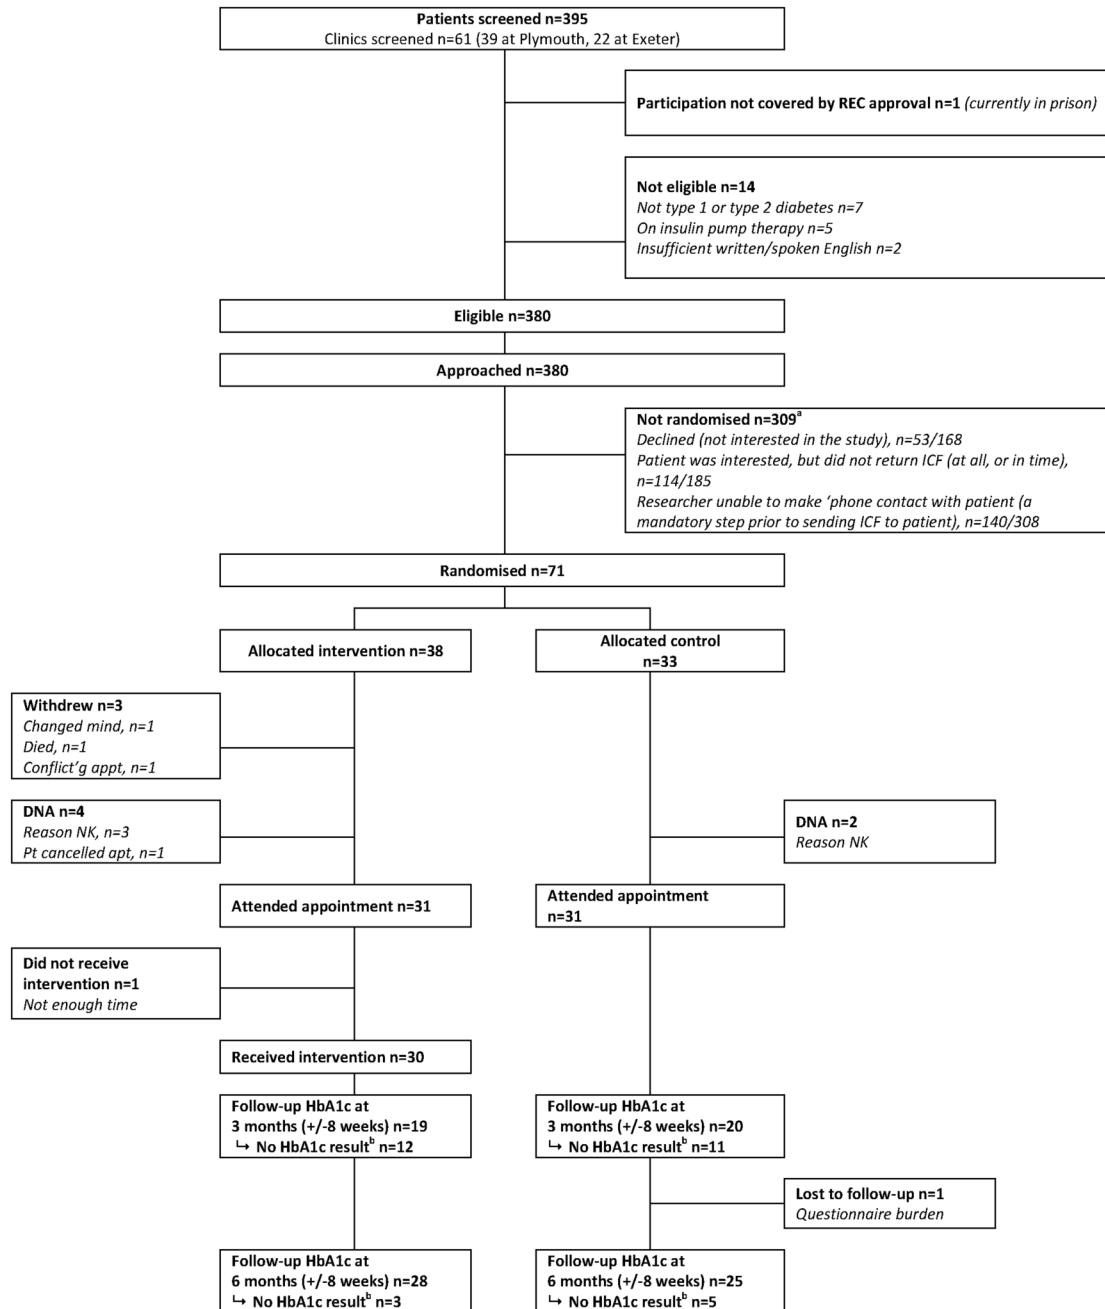 Patients screened n=395
Clinics screened n=61 (39 at Plymouth, 22 at Exeter)
Participation not covered by REC approval n=1 (currently in prison)
Not eligible n=14
Not type 1 or type 2 diabetes n=7
On insulin pump therapy n=5
Insufficient written/spoken English n=2
Eligible n=380
Approached n=380
Not randomised n=309ᵃ
Declined (not interested in the study), n=53/168
Patient was interested, but did not return ICF (at all, or in time),
n=114/185
Researcher unable to make ‘phone contact with patient (a
mandatory step prior to sending ICF to patient), n=140/308
Randomised n=71
Allocated intervention n=38
Allocated control
n=33
Withdrew n=3
Changed mind, n=1
Died, n=1
Conflict’g appt, n=1
DNA n=4
Reason NK, n=3
Pt cancelled apt, n=1
DNA n=2
Reason NK
Attended appointment n=31
Attended appointment
n=31
Did not receive
intervention n=1
Not enough time
Received intervention n=30
Follow-up HbA1c at
3 months (+/-8 weeks) n=19
↳ No HbA1c resultᵇ n=12
Follow-up HbA1c at
3 months (+/-8 weeks) n=20
↳ No HbA1c resultᵇ n=11
Lost to follow-up n=1
Questionnaire burden
Follow-up HbA1c at
6 months (+/-8 weeks) n=28
↳ No HbA1c resultᵇ n=3
Follow-up HbA1c at
6 months (+/-8 weeks) n=25
↳ No HbA1c resultᵇ n=5